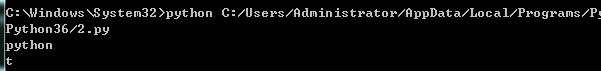 C:\Windows\System32>python C:/Users/Administrator/AppData/Local/Programs/Py
Python36/2.py
python
t